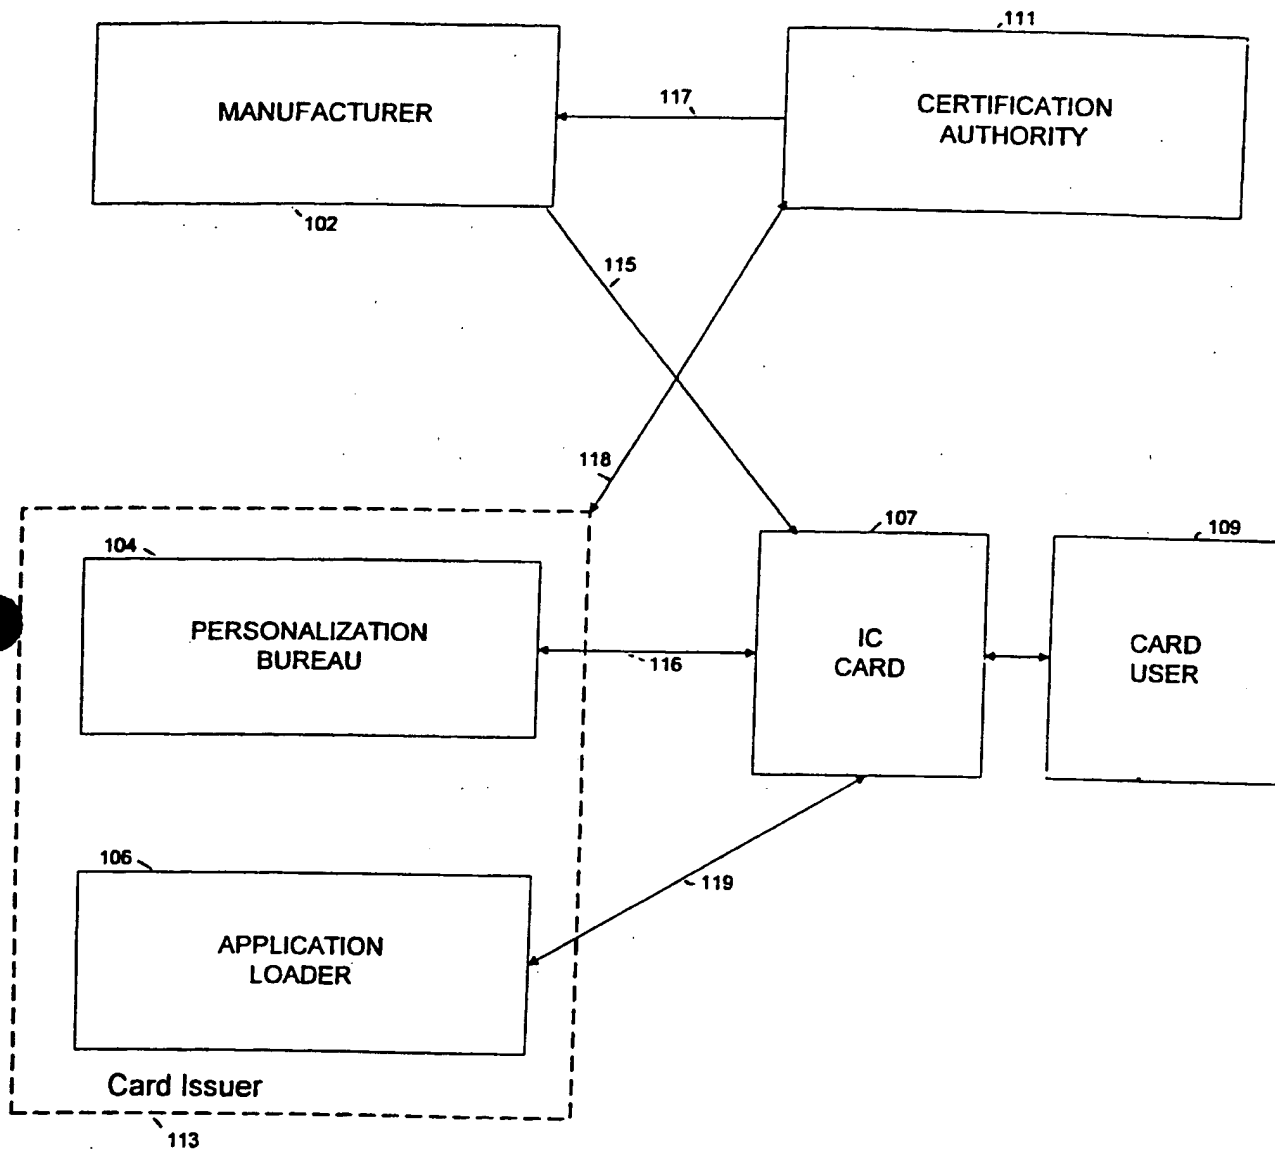 111
MANUFACTURER
117
CERTIFICATION
AUTHORITY
102
115
118
104
107
109
PERSONALIZATION
BUREAU
116
IC
CARD
CARD
USER
106
119
APPLICATION
LOADER
Card Issuer
113